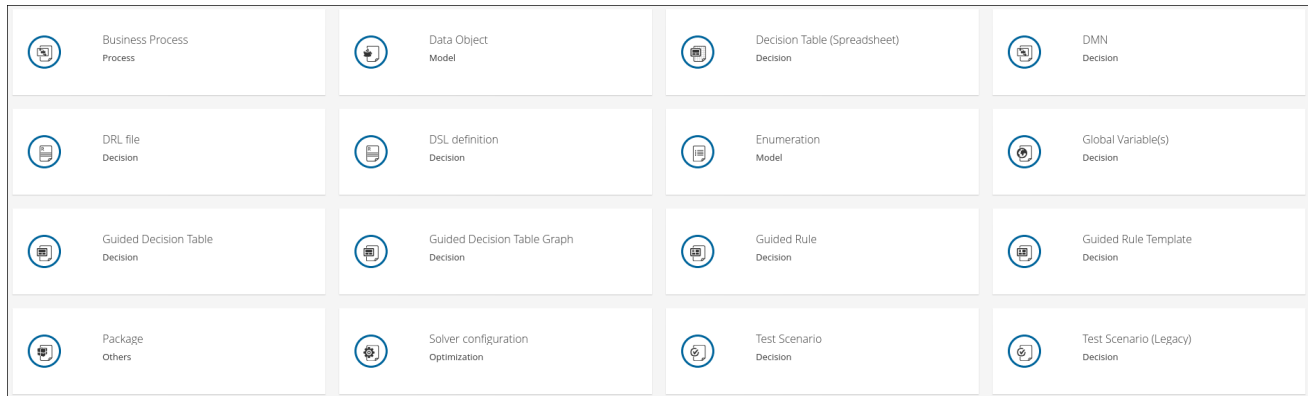 Business Process
Process
Data Object
Model
Decision Table (Spreadsheet)
Decision
DMN
Decision
DRL file
Decision
DSL definition
Decision
Enumeration
Model
Global Variable(s)
Decision
Guided Decision Table
Decision
Guided Decision Table Graph
Decision
Guided Rule
Decision
Guided Rule Template
Decision
Package
Others
Solver configuration
Optimization
Test Scenario
Decision
Test Scenario (Legacy)
Decision